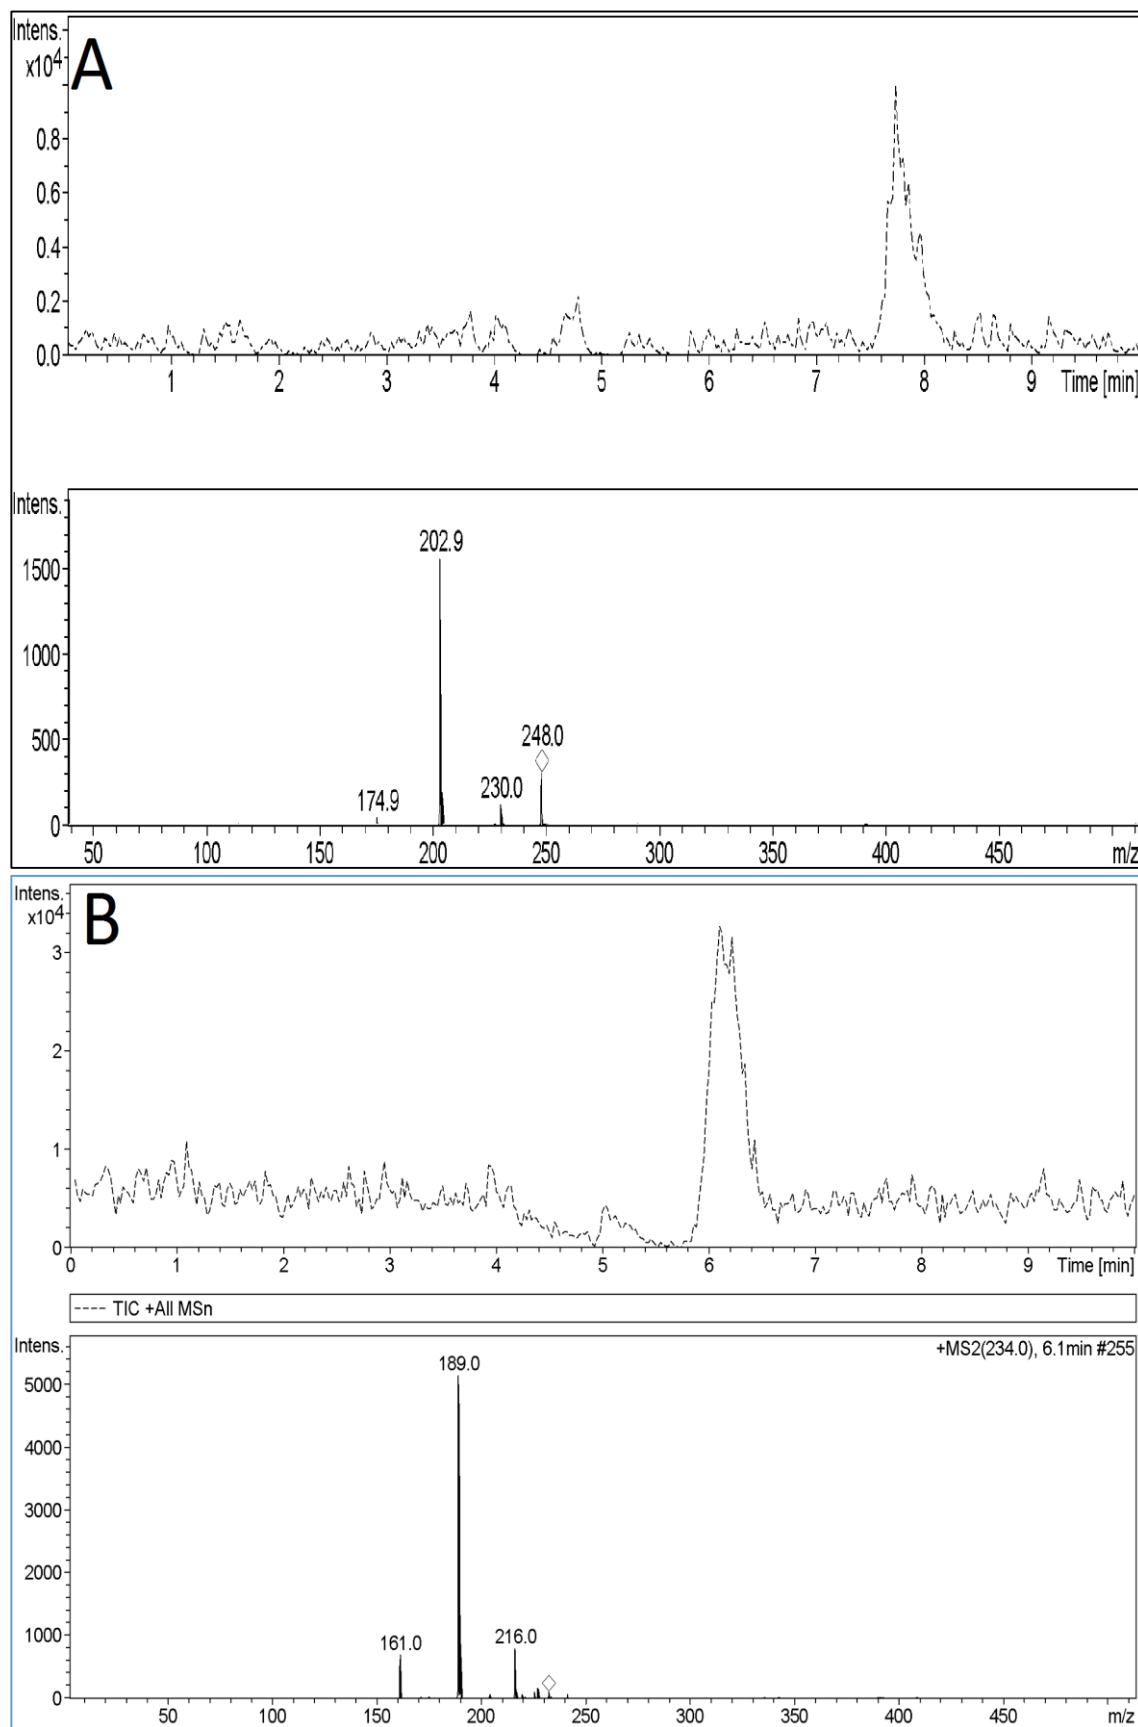 Intens.
x10⁴
A
0.8
0.6
0.4
0.2
0.0
1 2 3 4 5 6 7 8 9 Time [min]
Intens.
1500
1000
500
0
202.9
248.0
230.0
174.9
50 100 150 200 250 300 350 400 450 m/z
Intens.
x10⁴
B
3
2
1
0
0 1 2 3 4 5 6 7 8 9 Time [min]
TIC +All MSn
Intens.
+MS2(234.0), 6.1min #255
5000
4000
3000
2000
1000
0
189.0
161.0
216.0
50 100 150 200 250 300 350 400 450 m/z